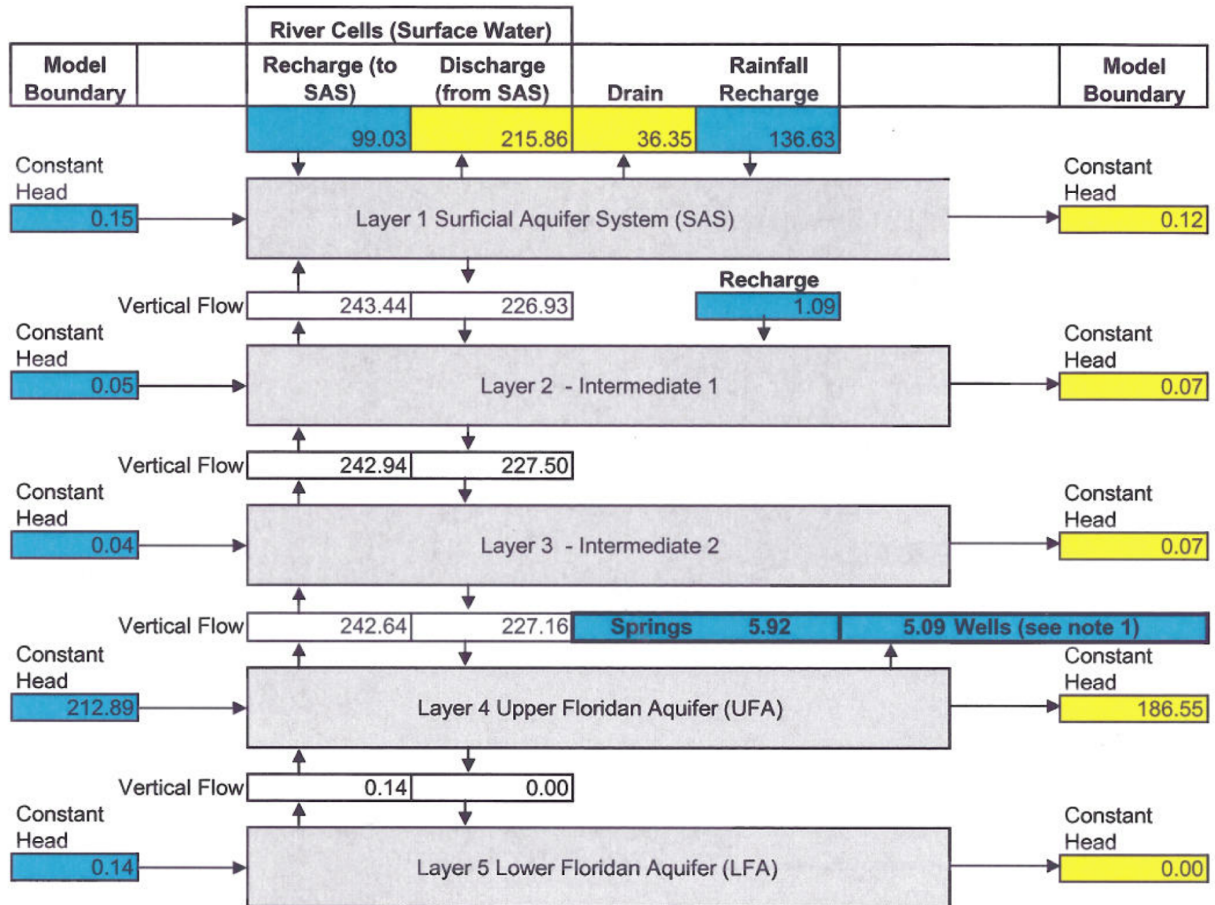 River Cells (Surface Water)
Model Boundary
Recharge (to SAS)
Discharge (from SAS)
Drain
Rainfall Recharge
Model Boundary
99.03 215.86 36.35 136.63
Constant Head
0.15
Layer 1 Surficial Aquifer System (SAS)
Constant Head
0.12
Vertical Flow 243.44 226.93
Recharge
1.09
Constant Head
0.05
Layer 2 - Intermediate 1
Constant Head
0.07
Vertical Flow 242.94 227.50
Constant Head
0.04
Layer 3 - Intermediate 2
Constant Head
0.07
Vertical Flow 242.64 227.16 Springs 5.92 5.09 Wells (see note 1)
Constant Head
212.89
Layer 4 Upper Floridan Aquifer (UFA)
Constant Head
186.55
Vertical Flow 0.14 0.00
Constant Head
0.14
Layer 5 Lower Floridan Aquifer (LFA)
Constant Head
0.00